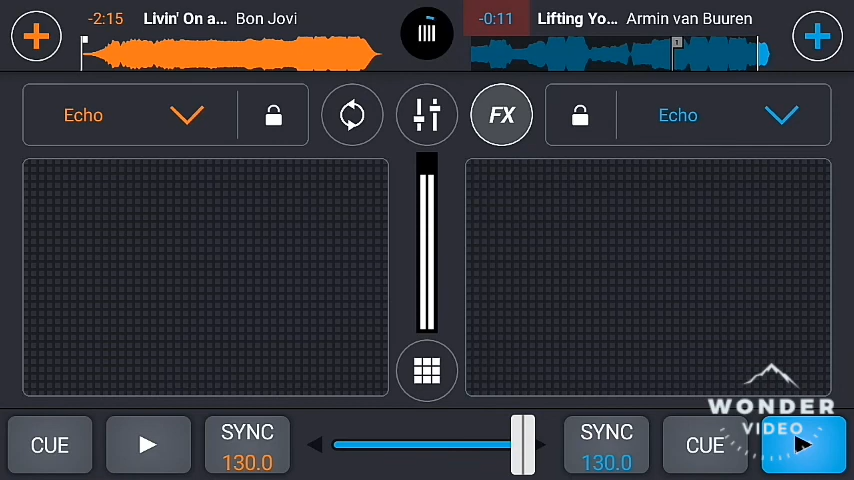 -2:15 Livin' On a... Bon Jovi
-0:11 Lifting Yo... Armin van Buuren
1
Echo
FX
Echo
CUE
SYNC
130.0
SYNC
130.0
CUE
WONDER
VIDEO